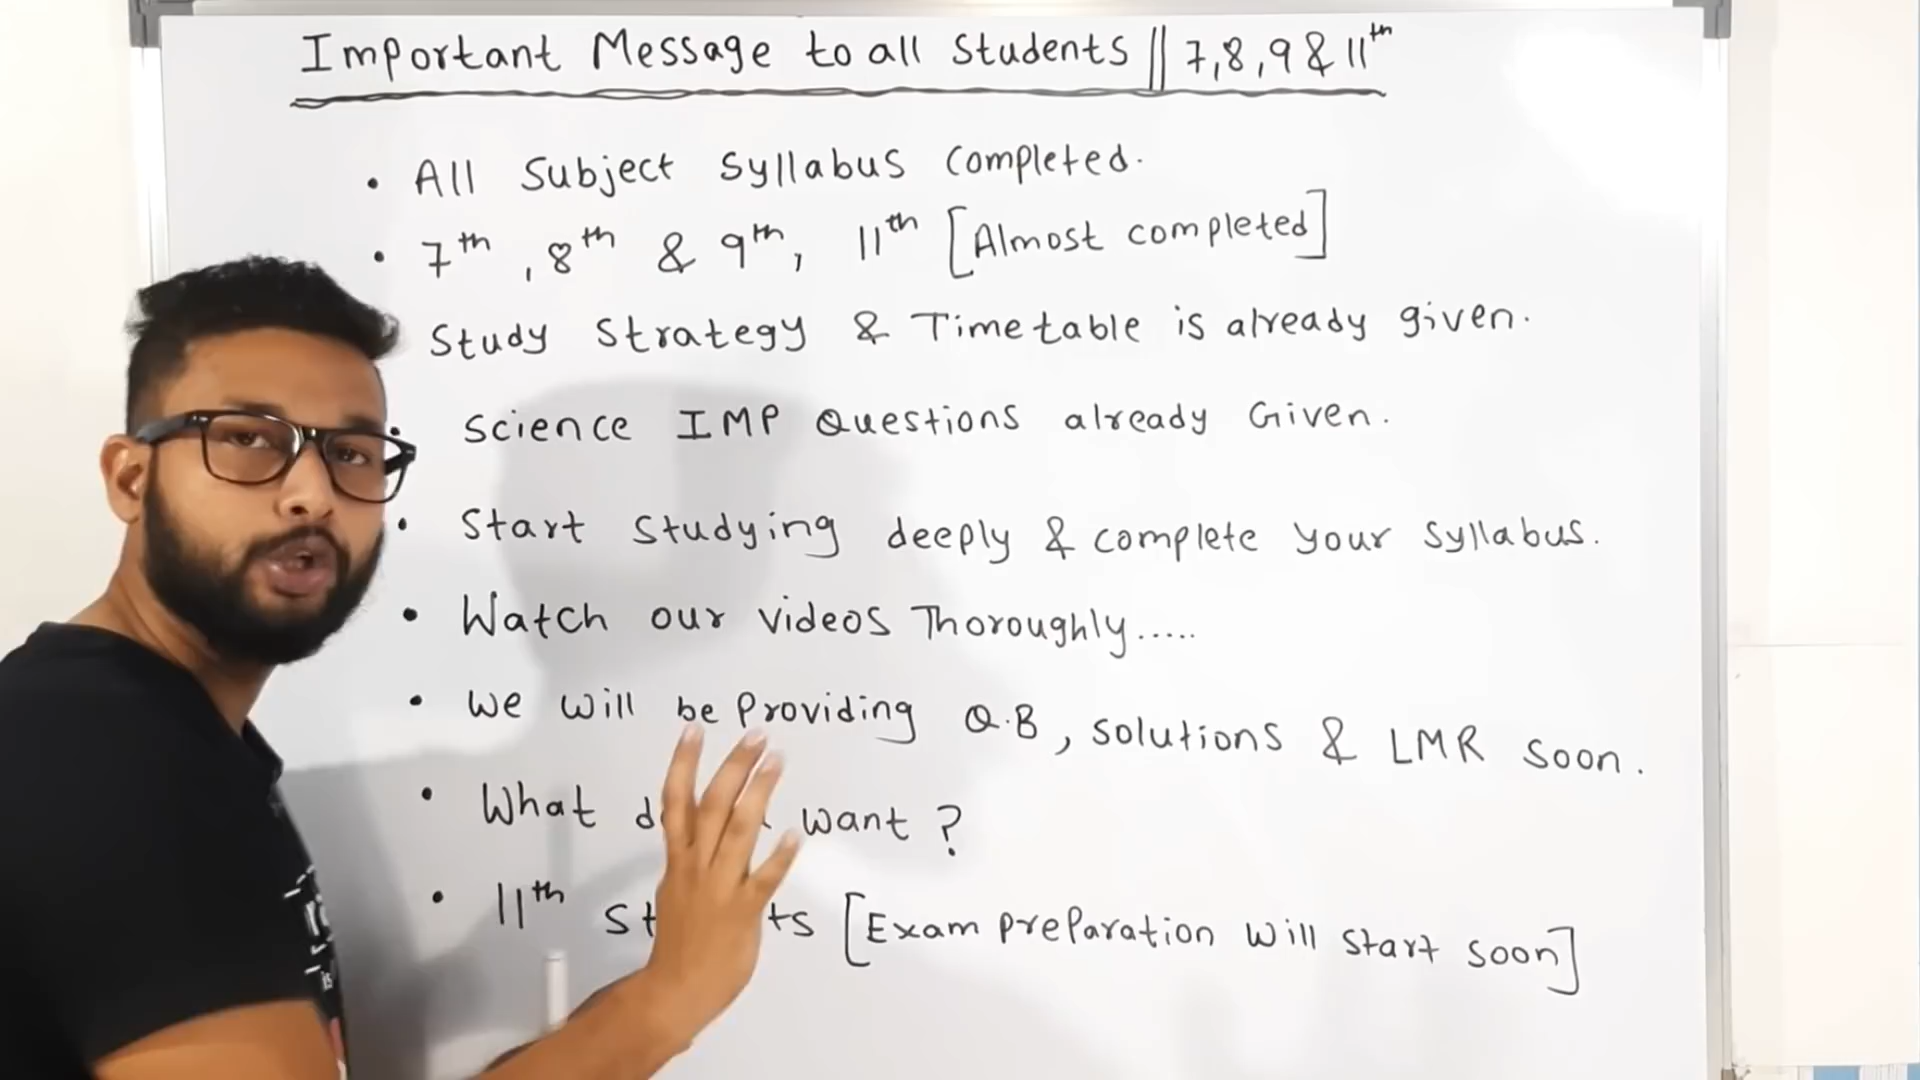 Important Message to all Students || 7,8,9 & 11th
• All Subject Syllabus Completed.
• 7th, 8th & 9th, 11th [Almost completed]
Study Strategy & Timetable is already given.
• Science IMP Questions already Given.
• Start Studying deeply & complete your syllabus.
• Watch our videos Thoroughly.....
• We will be Providing Q.B, solutions & LMR soon.
• What want?
• 11th [Exam preparation will start soon]
is